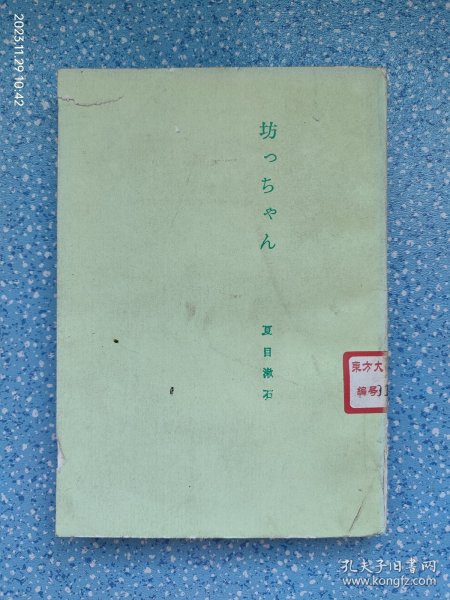 2023.11.29 10:42
坊っちゃん
夏目漱石
東方大
编号
孔夫子旧书网
www.kongfz.com